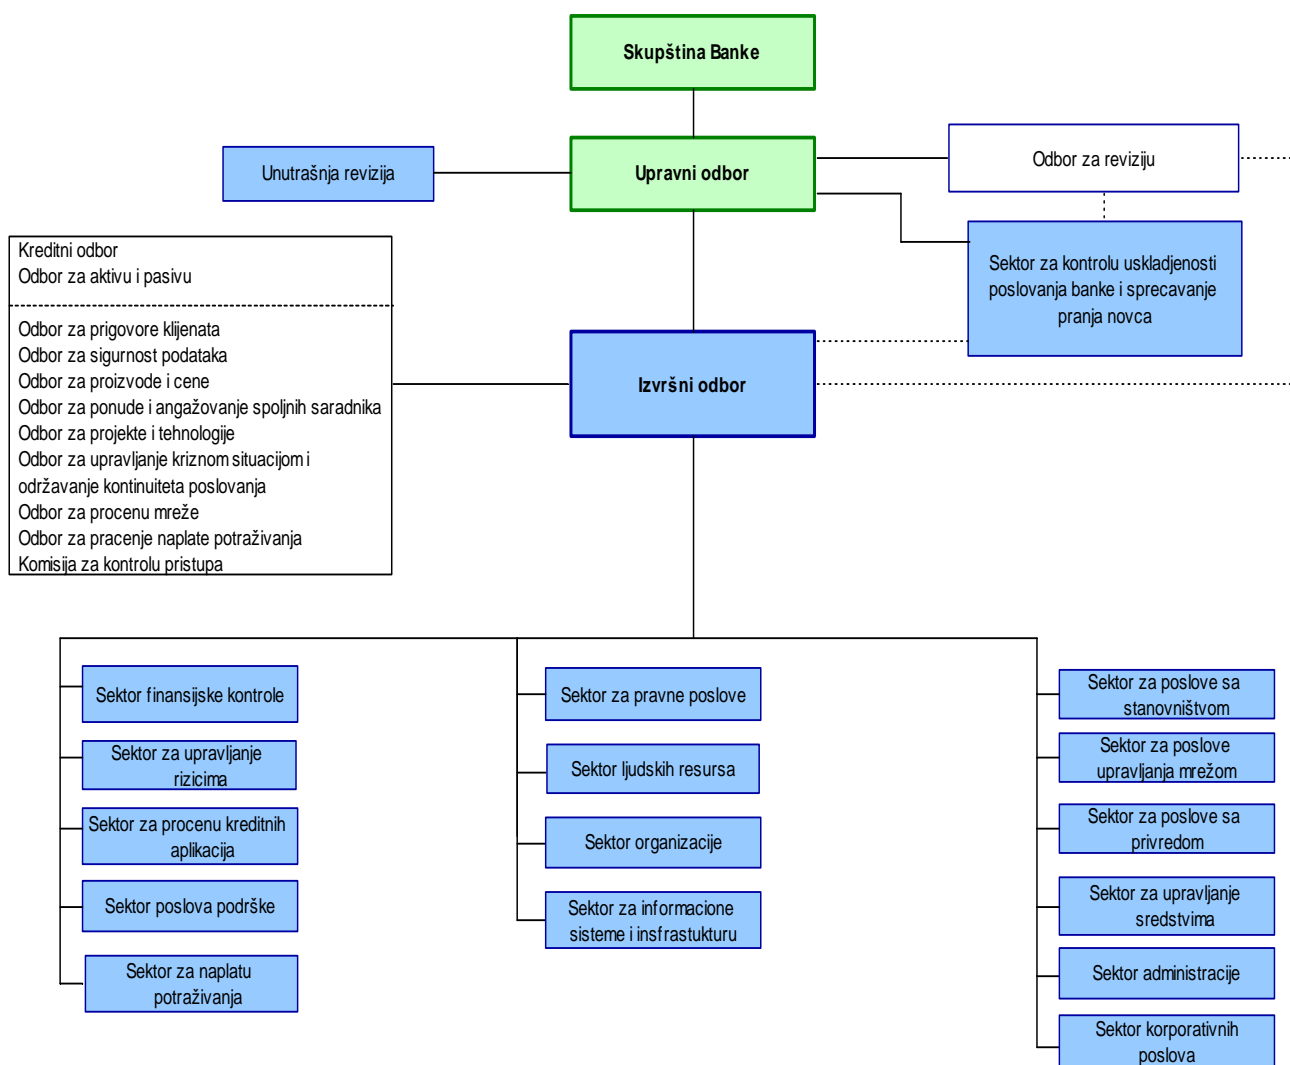 Skupština Banke
Unutrašnja revizija
Upravni odbor
Odbor za reviziju
Kreditni odbor
Odbor za aktivu i pasivu
Odbor za prigovore klijenata
Odbor za sigurnost podataka
Odbor za proizvode i cene
Odbor za ponude i angažovanje spoljnih saradnika
Odbor za projekte i tehnologije
Odbor za upravljanje kriznom situacijom i
održavanje kontinuiteta poslovanja
Odbor za procenu mreže
Odbor za pracenje naplate potraživanja
Komisija za kontrolu pristupa
Sektor za kontrolu uskladjenosti
poslovanja banke i sprecavanje
pranja novca
Izvršni odbor
Sektor finansijske kontrole
Sektor za upravljanje
rizicima
Sektor za procenu kreditnih
aplikacija
Sektor poslova podrške
Sektor za naplatu
potraživanja
Sektor za pravne poslove
Sektor ljudskih resursa
Sektor organizacije
Sektor za informacione
sisteme i insfrastukturu
Sektor za poslove sa
stanovništvom
Sektor za poslove
upravljanja mrežom
Sektor za poslove sa
privredom
Sektor za upravljanje
sredstvima
Sektor administracije
Sektor korporativnih
poslova